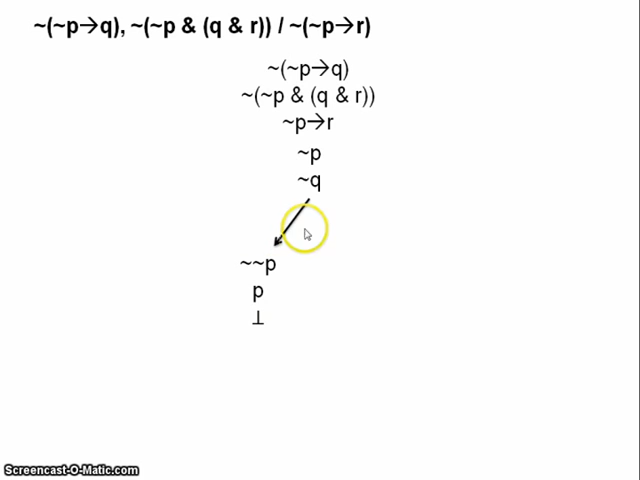 ~(~p→q), ~(~p & (q & r)) / ~(~p→r)
~(~p→q)
~(~p & (q & r))
~p→r
~p
~q
~~p
p
⊥
Screencast-O-Matic.com